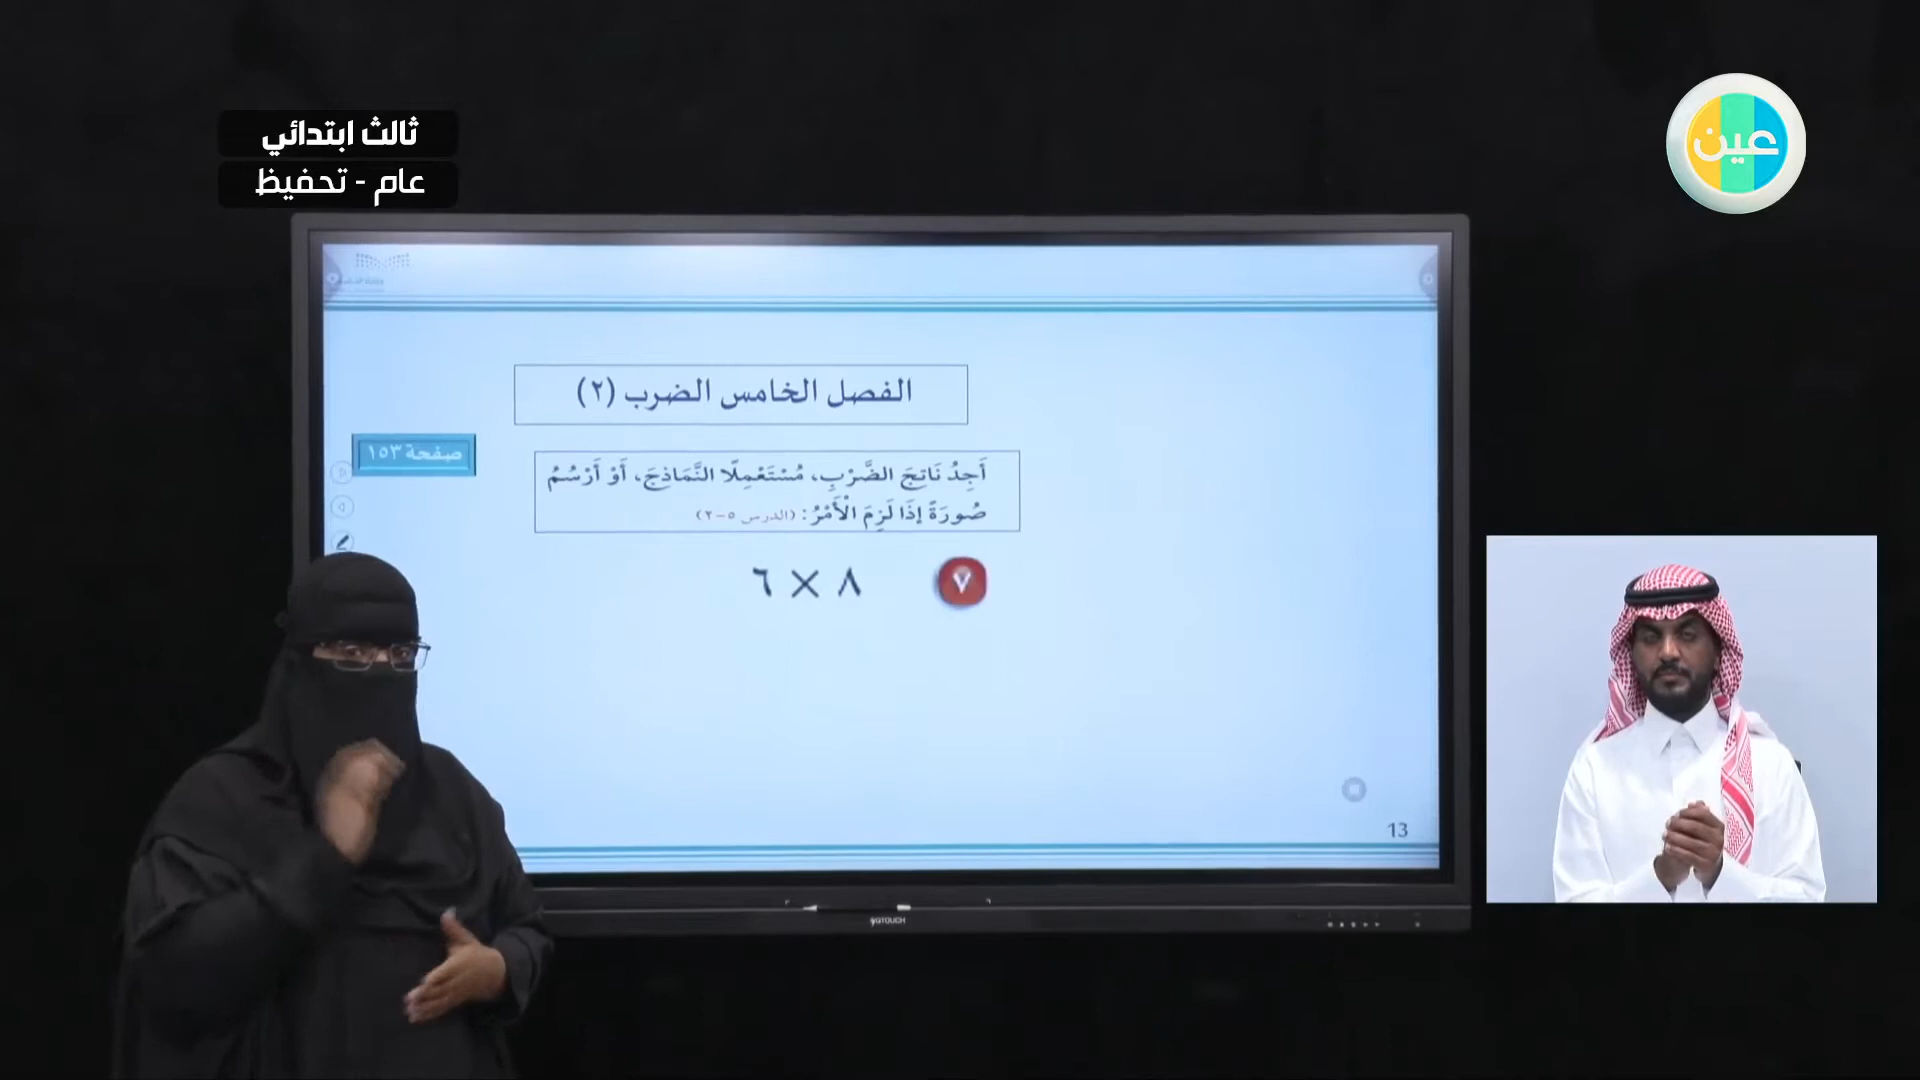 ثالث ابتدائي
عام - تحفيظ
عين
الفصل الخامس الضرب (٢)
صفحة ١٥٣
أَجِدُ نَاتِجَ الضَّرْبِ، مُسْتَعْمِلًا النَّمَاذِجَ، أَوْ أَرْسُمُ
صُورَةً إِذَا لَزِمَ الْأَمْرُ: (الدرس ٥-٢)
٧ ٨ × ٦
13